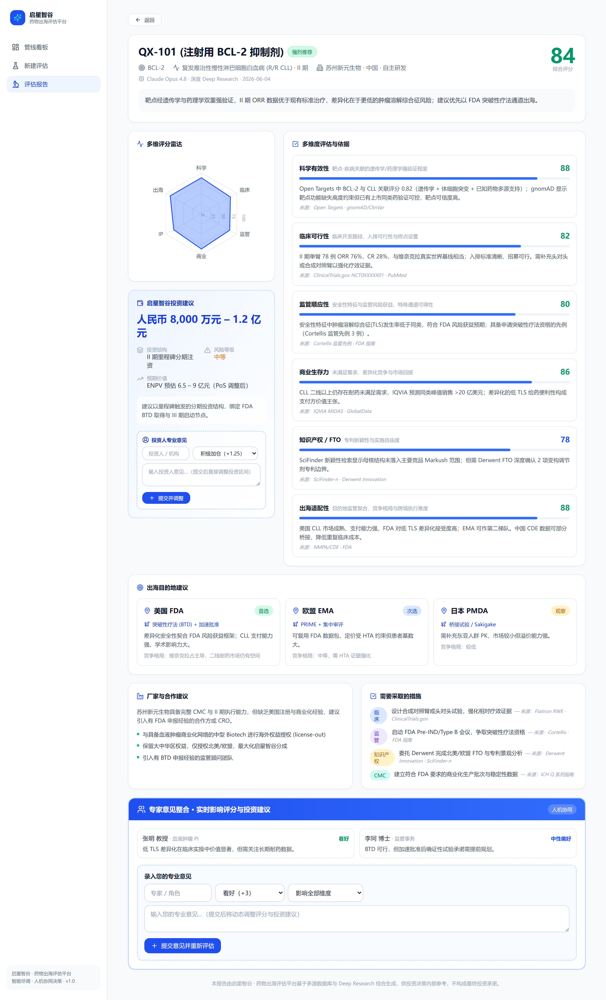 启星智谷
药物出海评估平台
管线看板
新建评估
评估报告
返回
QX-101 (注射用 BCL-2 抑制剂)
强烈推荐
84
综合评分
BCL-2
复发难治性慢性淋巴细胞白血病 (R/R CLL) · II 期
苏州新元生物 · 中国 · 自主研发
Claude Opus 4.8 · 深度 Deep Research · 2026-06-04
靶点经遗传学与药理学双重强验证，II 期 ORR 数据优于现有标准治疗，差异化在于更低的肿瘤溶解综合征风险；建议优先以 FDA 突破性疗法通道出海。
多维评分雷达
科学
出海
临床
0
25
50
75
100
IP
监管
商业
启星智谷投资建议
人民币 8,000 万元 – 1.2 亿
元
投资结构
II 期里程碑分期注
资
风险等级
中等
预期价值
ENPV 预估 6.5 – 9 亿元（PoS 调整后）
建议以里程碑触发的分期投资结构，绑定 FDA
BTD 取得与 III 期启动节点。
投资人专业意见
投资人 / 机构
积极加仓（×1.25）
输入投资人意见...（提交后直接调整投资区间）
提交并调整
多维度评估与依据
科学有效性 靶点-疾病关联的遗传学/药理学强验证程度
88
Open Targets 中 BCL-2 与 CLL 关联评分 0.82（遗传学 + 体细胞突变 + 已知药物多源支持）；gnomAD 显示
靶点功能缺失高度约束但已有上市同类药验证可控，靶点可信度高。
来源：Open Targets · gnomAD/ClinVar
临床可行性 临床开发路径、入排可行性与终点设置
82
II 期单臂 78 例 ORR 76%，CR 28%，与维奈克拉真实世界基线相当；入排标准清晰、招募可行。需补充头对头
或合成对照臂以强化疗效证据。
来源：ClinicalTrials.gov NCT0XXXXX01 · PubMed
监管顺应性 安全性特征与监管风险获益、特殊通道可得性
80
安全性特征中肿瘤溶解综合征(TLS)发生率低于同类，符合 FDA 风险获益预期；具备申请突破性疗法资格的先例
（Cortellis 监管先例 3 例）。
来源：Cortellis 监管先例 · FDA 指南
商业生存力 未满足需求、差异化竞争与市场回报
86
CLL 二线以上仍存在耐药未满足需求，IQVIA 预测同类峰值销售 >20 亿美元；差异化的低 TLS 给药便利性构成
支付方价值主张。
来源：IQVIA MIDAS · GlobalData
知识产权 / FTO 专利新颖性与实施自由度
78
SciFinder 新颖性检索显示母核结构未落入主要竞品 Markush 范围；但需 Derwent FTO 深度确认 2 项变构调节
剂专利边界。
来源：SciFinder-n · Derwent Innovation
出海适配性 目的地监管契合、竞争格局与跨境执行难度
88
美国 CLL 市场成熟、支付能力强，FDA 对低 TLS 差异化接受度高；EMA 可作第二梯队。中国 CDE 数据可部分
桥接，降低重复临床成本。
来源：NMPA/CDE · FDA
出海目的地建议
美国 FDA
首选
突破性疗法 (BTD) + 加速批准
差异化安全性契合 FDA 风险获益框架；CLL 支付能力
强、学术影响力大。
竞争格局：维奈克拉占主导，二线耐药市场仍有空间
欧盟 EMA
次选
PRIME + 集中审评
可复用 FDA 数据包，定价受 HTA 约束但患者基数
大。
竞争格局：中等，需 HTA 证据强化
日本 PMDA
观察
桥接试验 / Sakigake
需补充东亚人群 PK，市场较小但溢价能力强。
竞争格局：较低
厂家与合作建议
苏州新元生物具备完整 CMC 与 II 期执行能力，但缺乏美国注册与商业化经验，建议
引入有 FDA 申报经验的合作方或 CRO。
与具备血液肿瘤商业化网络的中型 Biotech 进行海外权益授权 (license-out)
保留大中华区权益，仅授权北美/欧盟，最大化启星智谷分成
引入有 BTD 申报经验的监管顾问团队
需要采取的措施
临
床
设计合成对照臂或头对头试验，强化相对疗效证据 — 来源：Flatiron RWE ·
ClinicalTrials.gov
监
管
启动 FDA Pre-IND/Type B 会议，争取突破性疗法资格 — 来源：Cortellis ·
FDA 指南
知识产
权
委托 Derwent 完成北美/欧盟 FTO 与专利景观分析 — 来源：Derwent
Innovation · SciFinder-n
CMC
建立符合 FDA 要求的商业化生产批次与稳定性数据 — 来源：ICH Q 系列指南
专家意见整合 • 实时影响评分与投资建议
人机协同
张明 教授 · 血液肿瘤 PI
看好
低 TLS 差异化在临床实操中价值显著，但需关注长期耐药数据。
李珂 博士 · 监管事务
中性偏好
BTD 可行，但加速批准后确证性试验承诺需提前规划。
录入您的专业意见
专家 / 角色
看好（+3）
影响全部维度
输入您的专业意见...（提交后将动态调整评分与投资建议）
提交意见并重新评估
启星智谷 · 药物出海评估平台
智能尽调 · 人机协同决策 · v1.0
本报告由启星智谷 · 药物出海评估平台基于多源数据库与 Deep Research 综合生成，供投资决策内部参考，不构成最终投资承诺。